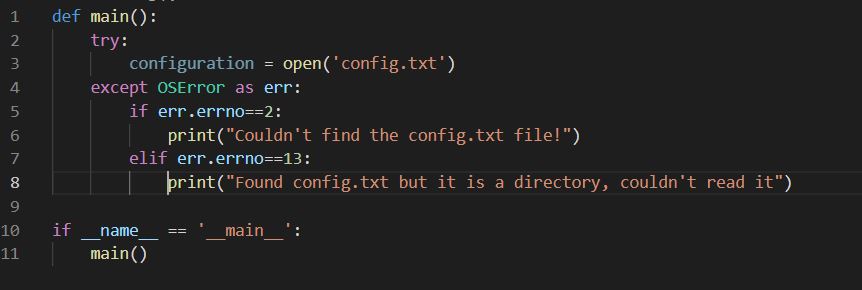 1 def main():
2     try:
3         configuration = open('config.txt')
4     except OSError as err:
5         if err.errno==2:
6             print("Couldn't find the config.txt file!")
7         elif err.errno==13:
8             print("Found config.txt but it is a directory, couldn't read it")
9
10 if __name__ == '__main__':
11     main()